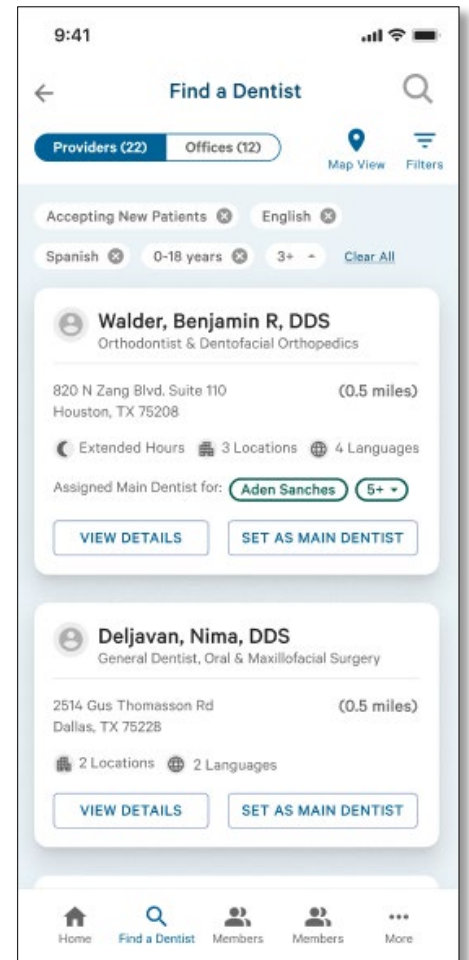 9:41
Find a Dentist
Providers (22) Offices (12)
Map View Filters
Accepting New Patients English
Spanish 0-18 years 3+ Clear All
Walder, Benjamin R, DDS
Orthodontist & Dentofacial Orthopedics
820 N Zang Blvd. Suite 110 (0.5 miles)
Houston, TX 75208
Extended Hours 3 Locations 4 Languages
Assigned Main Dentist for: Aden Sanches 5+
VIEW DETAILS SET AS MAIN DENTIST
Deljavan, Nima, DDS
General Dentist, Oral & Maxillofacial Surgery
2514 Gus Thomasson Rd (0.5 miles)
Dallas, TX 75228
2 Locations 2 Languages
VIEW DETAILS SET AS MAIN DENTIST
Home Find a Dentist Members Members More